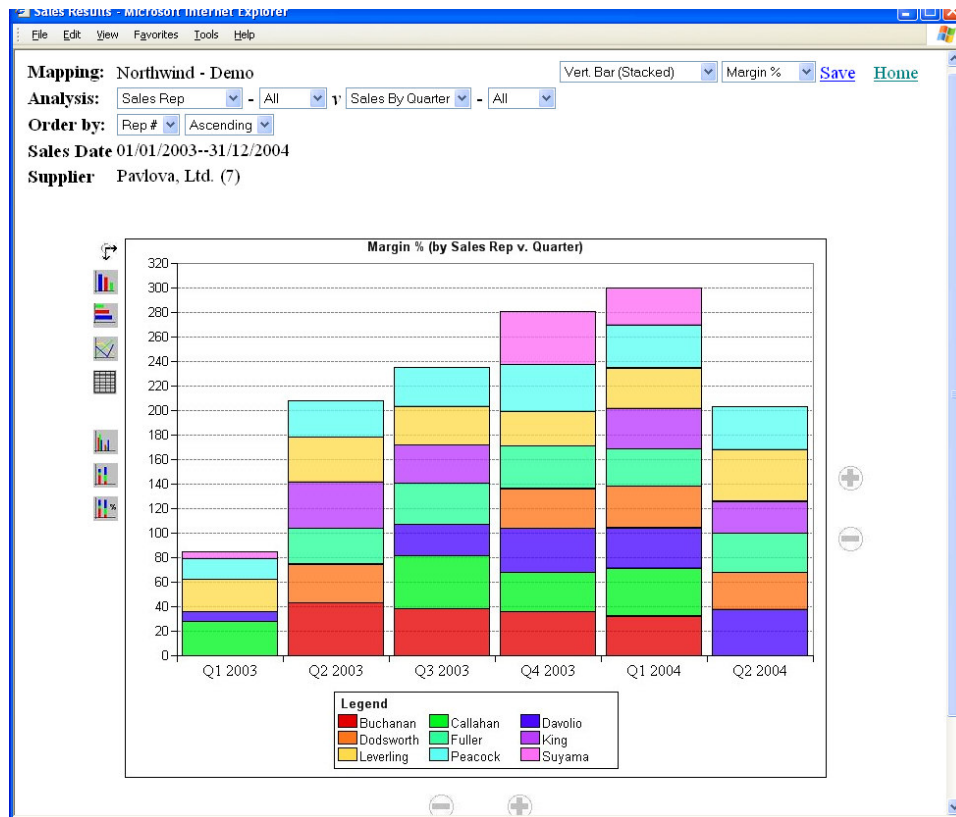 Sales Results - Microsoft Internet Explorer
File Edit View Favorites Tools Help
Mapping: Northwind - Demo Vert. Bar (Stacked) Margin % Save Home
Analysis: Sales Rep - All v Sales By Quarter - All
Order by: Rep # Ascending
Sales Date 01/01/2003--31/12/2004
Supplier Pavlova, Ltd. (7)
Margin % (by Sales Rep v. Quarter)
320
300
280
260
240
220
200
180
160
140
120
100
80
60
40
20
0
Q1 2003 Q2 2003 Q3 2003 Q4 2003 Q1 2004 Q2 2004
Legend
Buchanan Callahan Davolio
Dodsworth Fuller King
Leverling Peacock Suyama